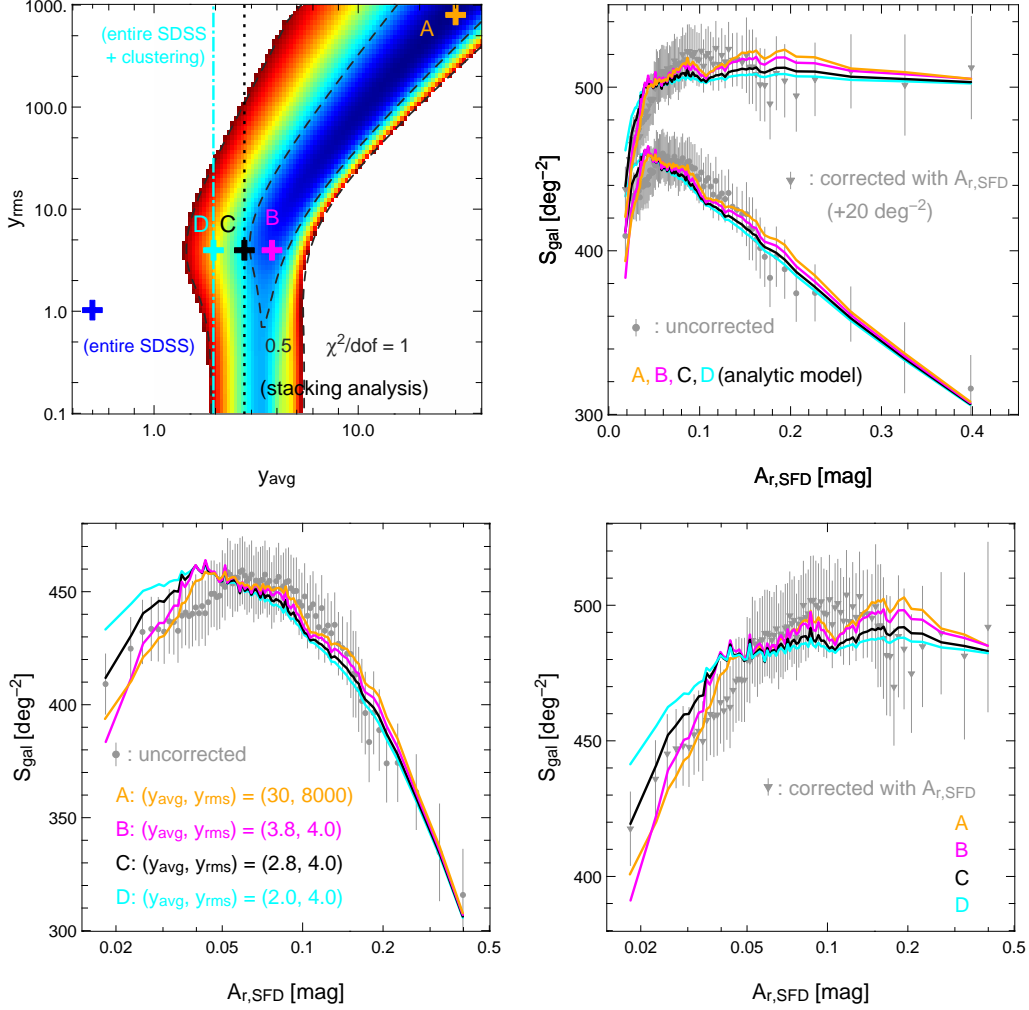 1000.
100.0
10.0
1.0
0.1
y_rms
1.0
10.0
y_avg
(entire SDSS
+ clustering)
A
D
C
B
(entire SDSS)
0.5
χ²/dof = 1
(stacking analysis)
500
400
300
S_gal [deg⁻²]
0.0
0.1
0.2
0.3
0.4
A_r,SFD [mag]
: corrected with A_r,SFD
(+20 deg⁻²)
: uncorrected
A, B, C, D (analytic model)
450
400
350
300
S_gal [deg⁻²]
0.02
0.05
0.1
0.2
0.5
A_r,SFD [mag]
: uncorrected
A: (y_avg, y_rms) = (30, 8000)
B: (y_avg, y_rms) = (3.8, 4.0)
C: (y_avg, y_rms) = (2.8, 4.0)
D: (y_avg, y_rms) = (2.0, 4.0)
500
450
400
S_gal [deg⁻²]
0.02
0.05
0.1
0.2
0.5
A_r,SFD [mag]
: corrected with A_r,SFD
A
B
C
D